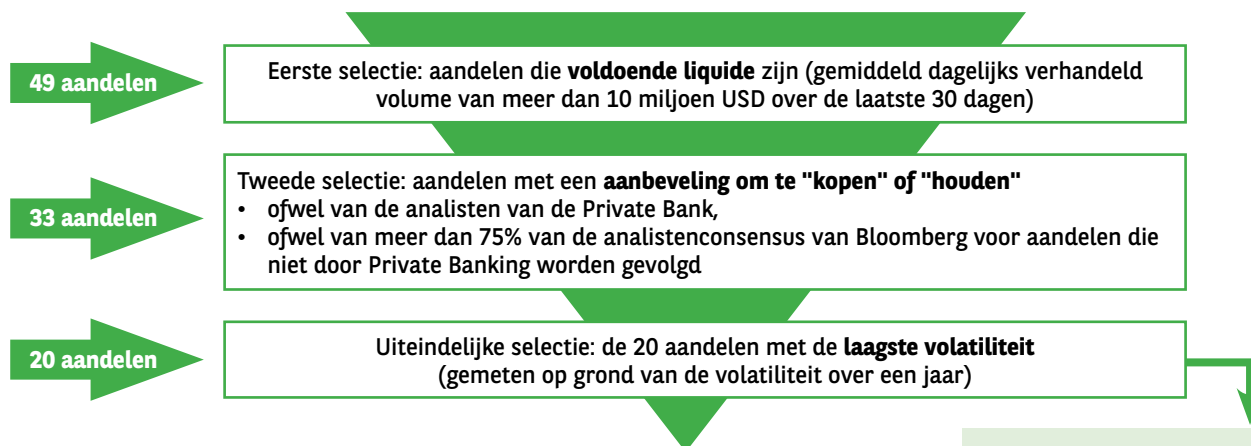 49 aandelen
Eerste selectie: aandelen die voldoende liquide zijn (gemiddeld dagelijks verhandeld
volume van meer dan 10 miljoen USD over de laatste 30 dagen)
33 aandelen
Tweede selectie: aandelen met een aanbeveling om te "kopen" of "houden"
• ofwel van de analisten van de Private Bank,
• ofwel van meer dan 75% van de analistenconsensus van Bloomberg voor aandelen die
niet door Private Banking worden gevolgd
20 aandelen
Uiteindelijke selectie: de 20 aandelen met de laagste volatiliteit
(gemeten op grond van de volatiliteit over een jaar)